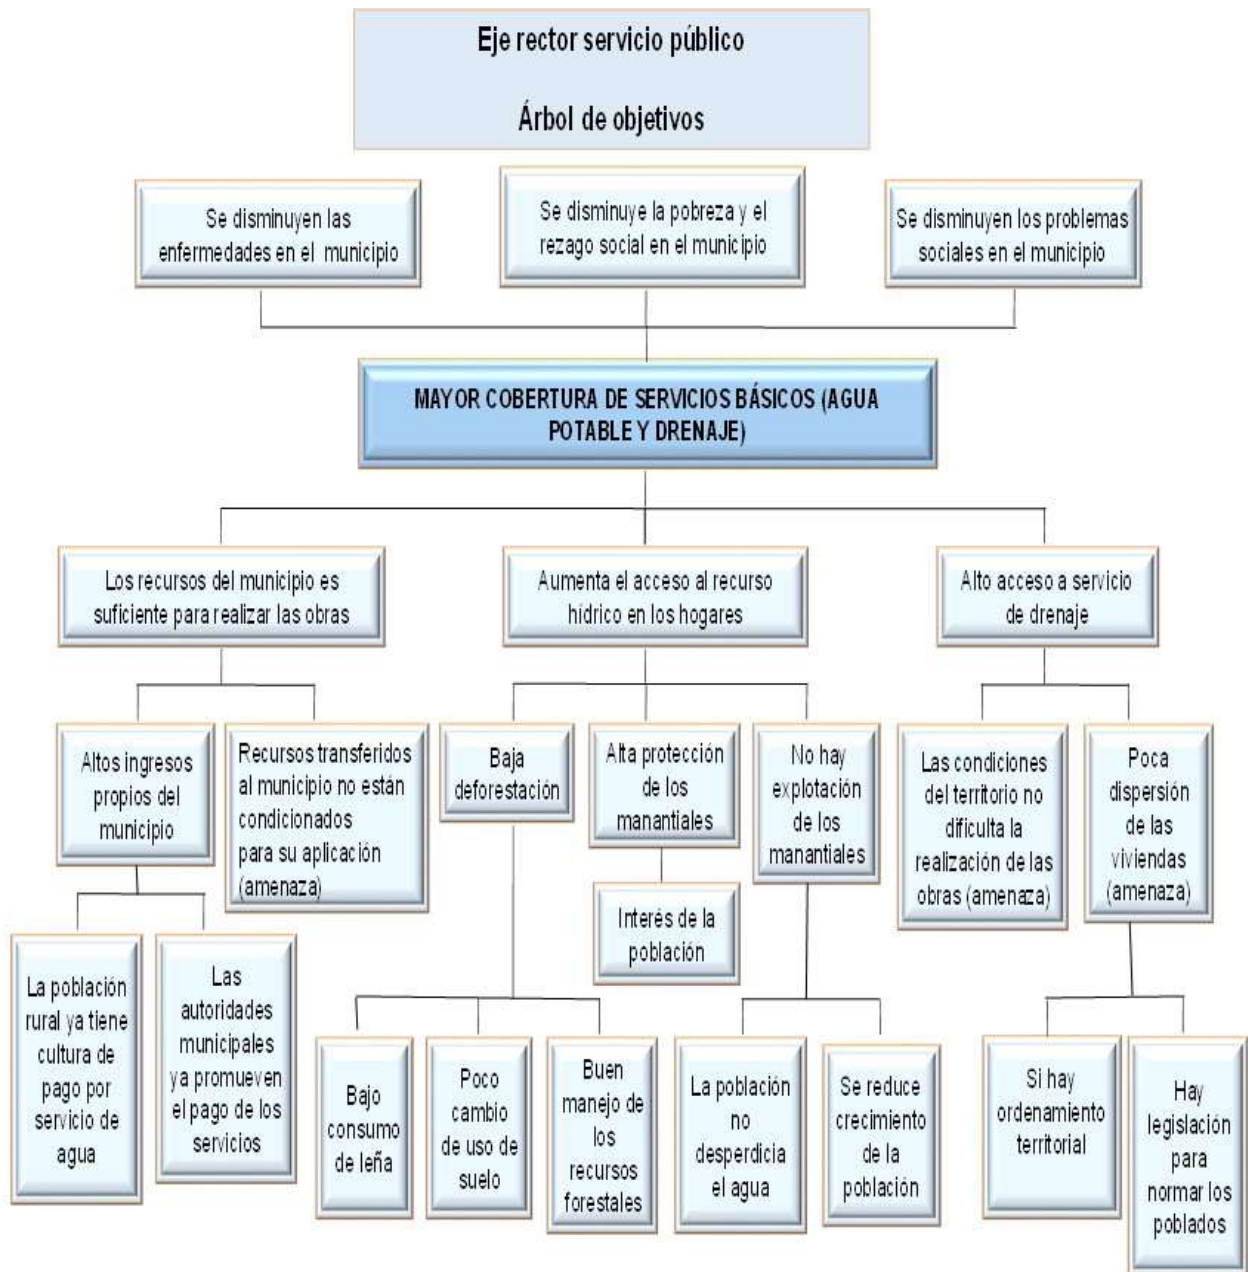 Eje rector servicio público
Árbol de objetivos
Se disminuyen las
enfermedades en el municipio
Se disminuye la pobreza y el
rezago social en el municipio
Se disminuyen los problemas
sociales en el municipio
MAYOR COBERTURA DE SERVICIOS BÁSICOS (AGUA
POTABLE Y DRENAJE)
Los recursos del municipio es
suficiente para realizar las obras
Aumenta el acceso al recurso
hídrico en los hogares
Alto acceso a servicio
de drenaje
Altos ingresos
propios del
municipio
Recursos transferidos
al municipio no están
condicionados
para su aplicación
(amenaza)
Baja
deforestación
Alta protección
de los
manantiales
No hay
explotación
de los
manantiales
Las condiciones
del territorio no
dificulta la
realización de las
obras (amenaza)
Poca
dispersión
de las
viviendas
(amenaza)
Interés de la
población
La población
rural ya tiene
cultura de
pago por
servicio de
agua
Las
autoridades
municipales
ya promueven
el pago de los
servicios
Bajo
consumo
de leña
Poco
cambio
de uso de
suelo
Buen
manejo de
los
recursos
forestales
La población
no
desperdicia
el agua
Se reduce
crecimiento
de la
población
Si hay
ordenamiento
territorial
Hay
legislación
para
normar los
poblados